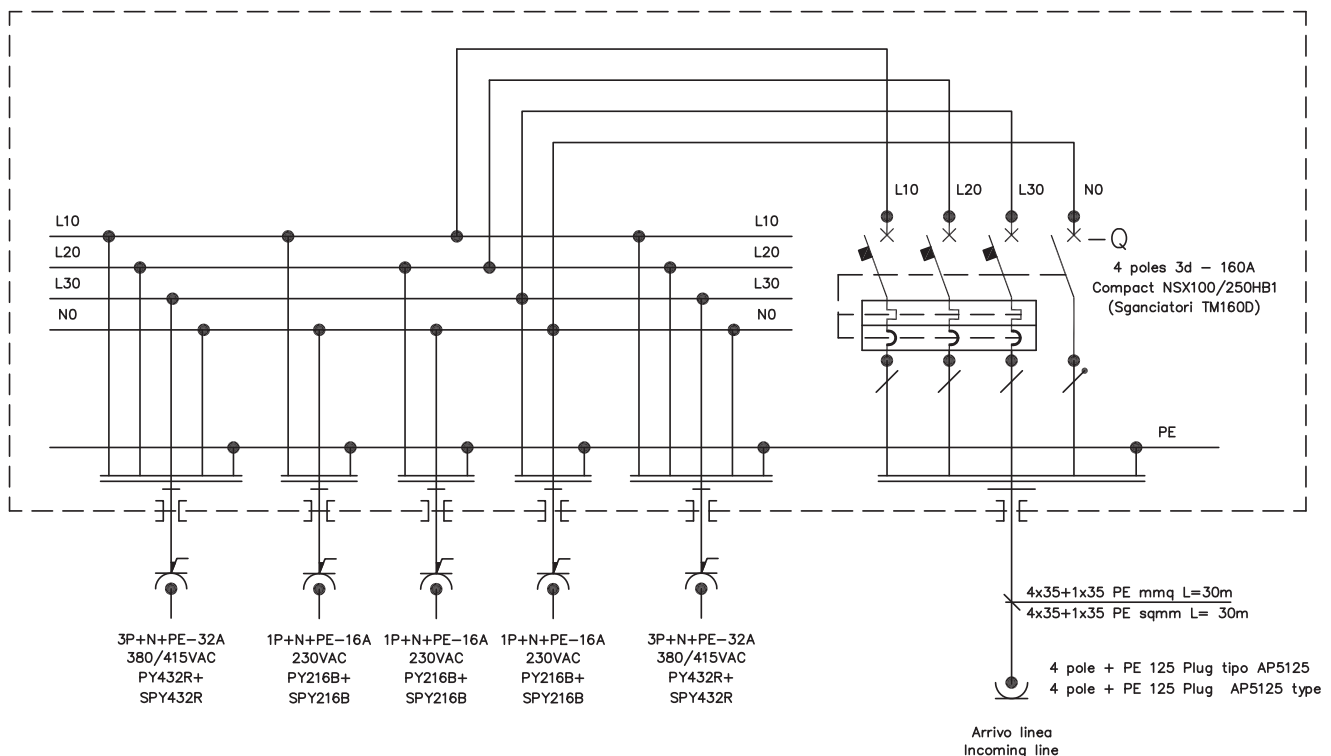 L10
L20
L30
N0
L10
L20
L30
N0
L10
L20
L30
N0
–Q
4 poles 3d – 160A
Compact NSX100/250HB1
(Sganciatori TM160D)
PE
3P+N+PE–32A
380/415VAC
PY432R+
SPY432R
1P+N+PE–16A
230VAC
PY216B+
SPY216B
1P+N+PE–16A
230VAC
PY216B+
SPY216B
1P+N+PE–16A
230VAC
PY216B+
SPY216B
3P+N+PE–32A
380/415VAC
PY432R+
SPY432R
4x35+1x35 PE mmq L=30m
4x35+1x35 PE sqmm L= 30m
4 pole + PE 125 Plug tipo AP5125
4 pole + PE 125 Plug AP5125 type
Arrivo linea
Incoming line